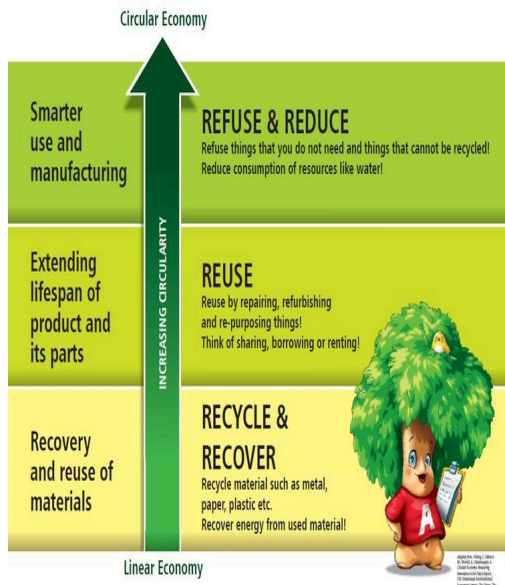 Circular Economy
Smarter
use and
manufacturing
REFUSE & REDUCE
Refuse things that you do not need and things that cannot be recycled!
Reduce consumption of resources like water!
INCREASING CIRCULARITY
Extending
lifespan of
product and
its parts
REUSE
Reuse by repairing, refurbishing
and re-purposing things!
Think of sharing, borrowing or renting!
Recovery
and reuse of
materials
RECYCLE &
RECOVER
Recycle material such as metal,
paper, plastic etc.
Recover energy from used material!
A
Linear Economy